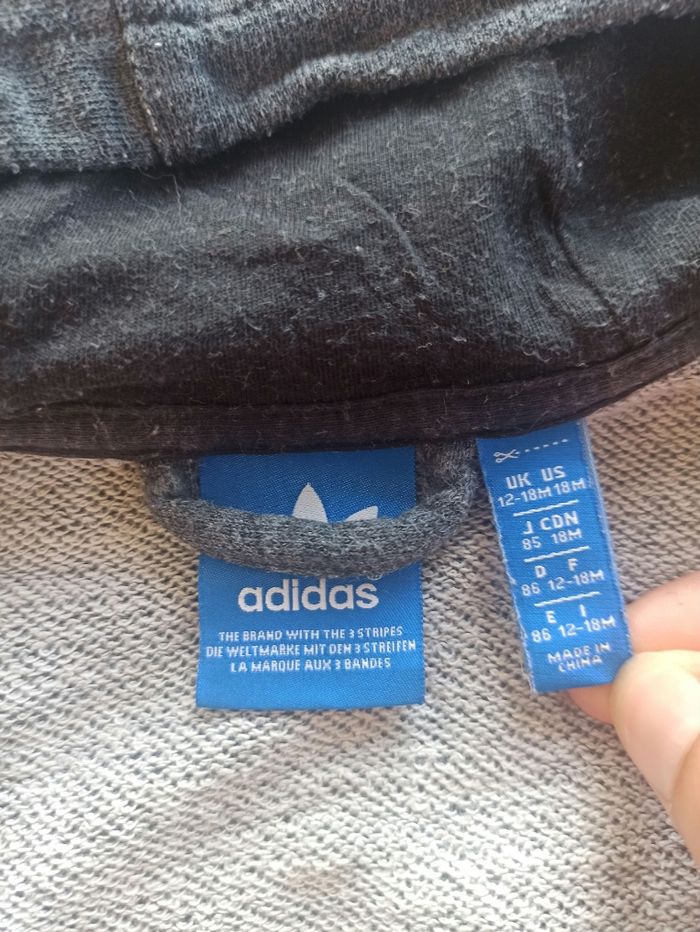 adidas
THE BRAND WITH THE 3 STRIPES
DIE WELTMARKE MIT DEN 3 STREIFEN
LA MARQUE AUX 3 BANDES
UK US
12-18M 18M
J CDN
85 18M
D F
86 12-18M
E I
86 12-18M
MADE IN
CHINA